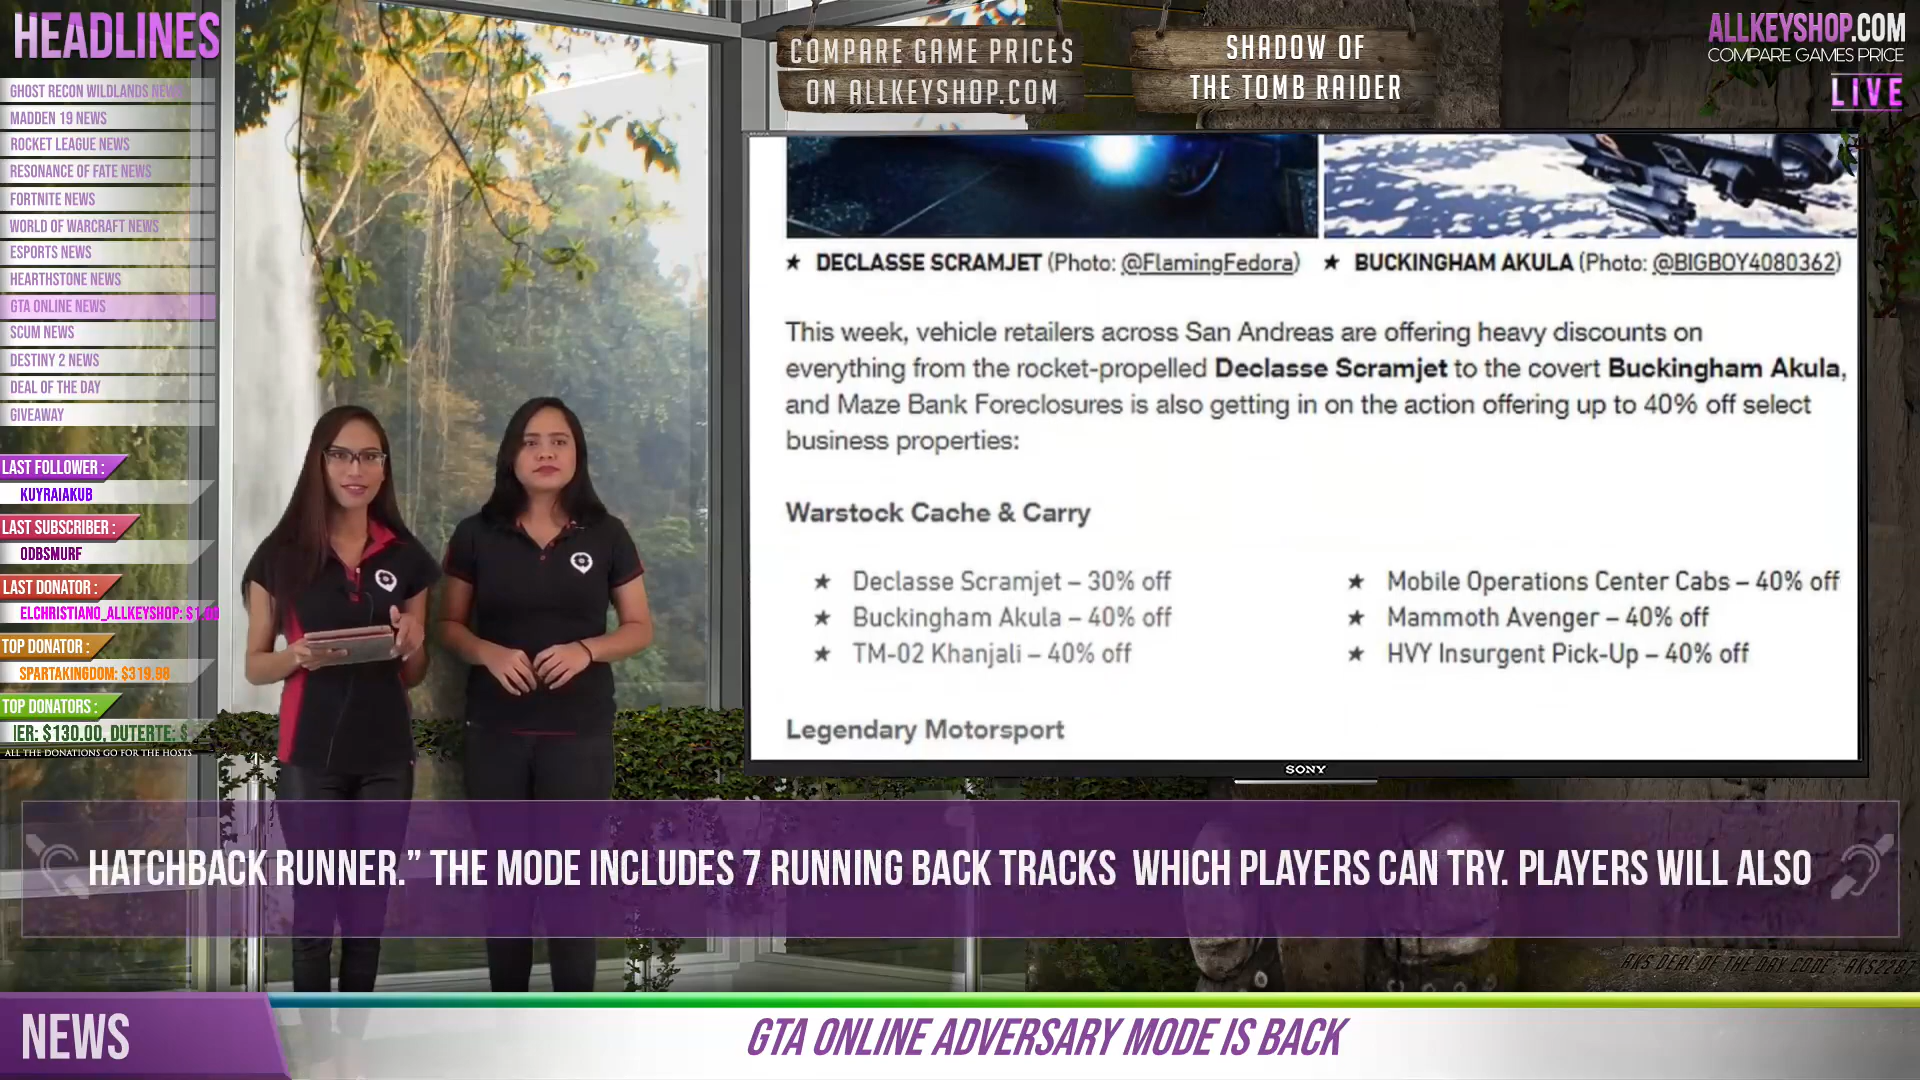 HEADLINES
GHOST RECON WILDLANDS NEWS
MADDEN 19 NEWS
ROCKET LEAGUE NEWS
RESONANCE OF FATE NEWS
FORTNITE NEWS
WORLD OF WARCRAFT NEWS
ESPORTS NEWS
HEARTHSTONE NEWS
GTA ONLINE NEWS
SCUM NEWS
DESTINY 2 NEWS
DEAL OF THE DAY
GIVEAWAY
LAST FOLLOWER :
KUYRAIAKUB
LAST SUBSCRIBER :
ODBSMURF
LAST DONATOR :
ELCHRISTIANO_ALLKEYSHOP: $1.00
TOP DONATOR :
SPARTAKINGDOM: $319.98
TOP DONATORS :
IER: $130.00, DUTERTE: $
ALL THE DONATIONS GO FOR THE HOSTS
COMPARE GAME PRICES
ON ALLKEYSHOP.COM
SHADOW OF
THE TOMB RAIDER
ALLKEYSHOP.COM
COMPARE GAMES PRICE
LIVE
★ DECLASSE SCRAMJET (Photo: @FlamingFedora) ★ BUCKINGHAM AKULA (Photo: @BIGBOY4080362)
This week, vehicle retailers across San Andreas are offering heavy discounts on
everything from the rocket-propelled Declasse Scramjet to the covert Buckingham Akula,
and Maze Bank Foreclosures is also getting in on the action offering up to 40% off select
business properties:
Warstock Cache & Carry
★ Declasse Scramjet – 30% off
★ Buckingham Akula – 40% off
★ TM-02 Khanjali – 40% off
★ Mobile Operations Center Cabs – 40% off
★ Mammoth Avenger – 40% off
★ HVY Insurgent Pick-Up – 40% off
Legendary Motorsport
SONY
HATCHBACK RUNNER.” THE MODE INCLUDES 7 RUNNING BACK TRACKS WHICH PLAYERS CAN TRY. PLAYERS WILL ALSO
AKS DEAL OF THE DAY CODE : AKS2287
NEWS
GTA ONLINE ADVERSARY MODE IS BACK